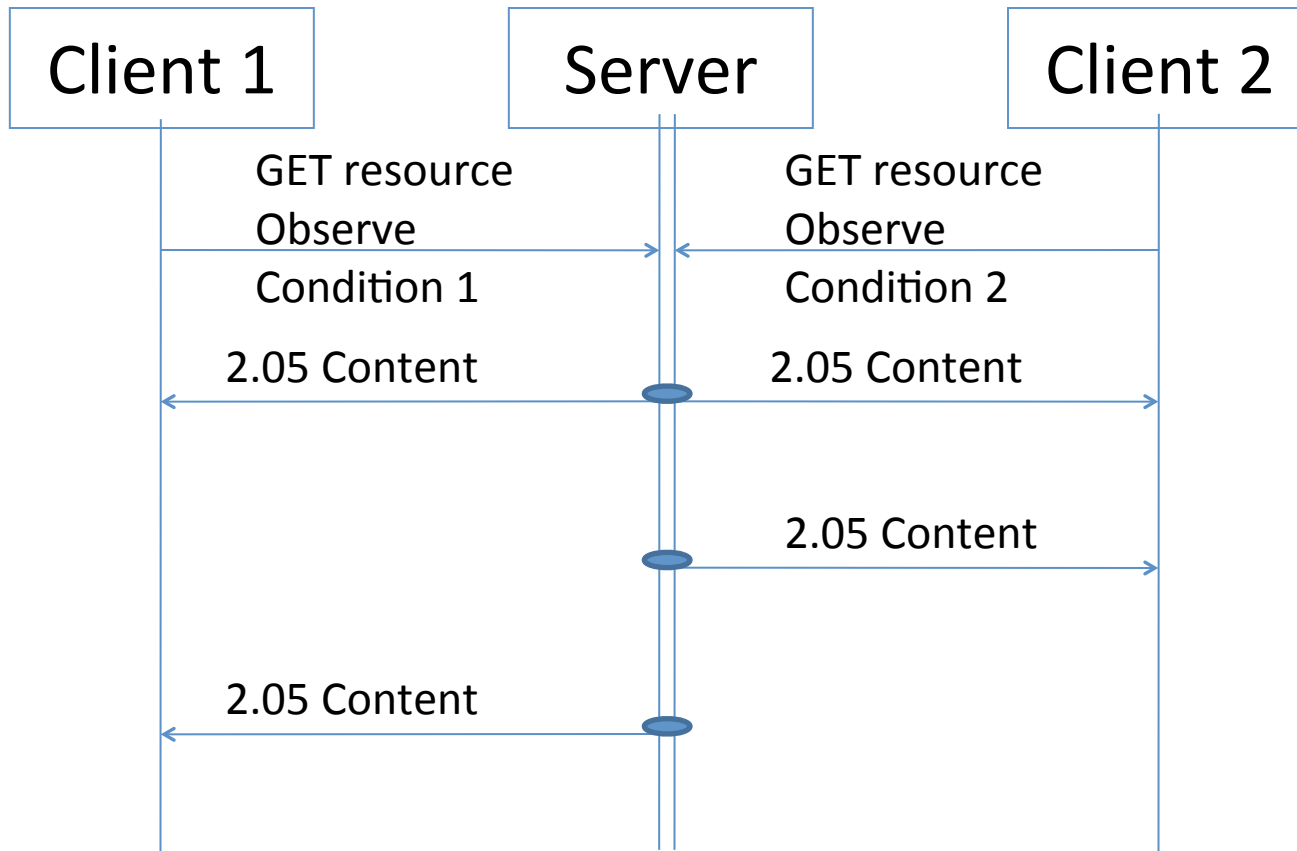 Client 1
Server
Client 2
GET resource
Observe
Condition 1
GET resource
Observe
Condition 2
2.05 Content
2.05 Content
2.05 Content
2.05 Content